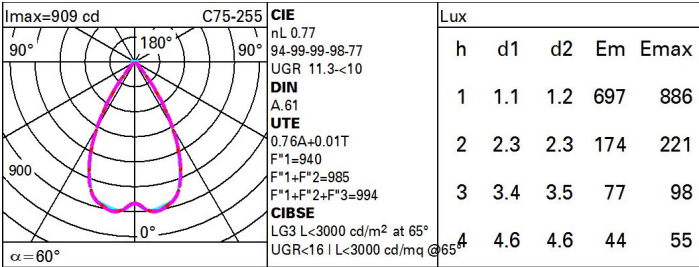 Imax=909 cd C75-255
90° 180° 90°
900
0°
α=60°
CIE
nL 0.77
94-99-99-98-77
UGR 11.3-<10
DIN
A.61
UTE
0.76A+0.01T
F"1=940
F"1+F"2=985
F"1+F"2+F"3=994
CIBSE
LG3 L<3000 cd/m² at 65°
UGR<16 | L<3000 cd/mq @65°
Lux
h d1 d2 Em Emax
1 1.1 1.2 697 886
2 2.3 2.3 174 221
3 3.4 3.5 77 98
4 4.6 4.6 44 55